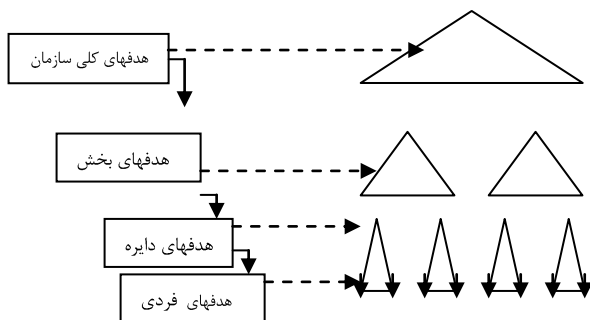 هدفهای کلی سازمان
هدفهای بخش
هدفهای دایره
هدفهای فردی